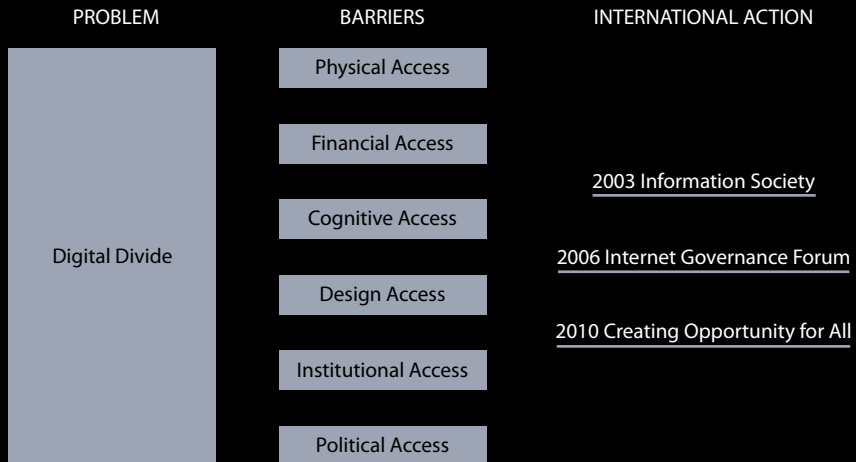 PROBLEM
BARRIERS
INTERNATIONAL ACTION
Digital Divide
Physical Access
Financial Access
Cognitive Access
Design Access
Institutional Access
Political Access
2003 Information Society
2006 Internet Governance Forum
2010 Creating Opportunity for All